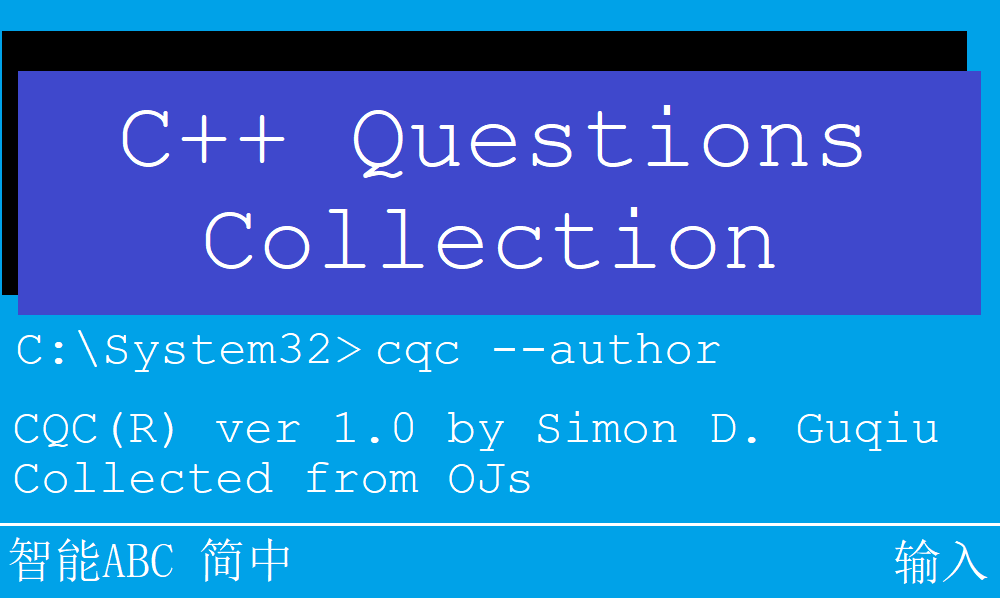 C++ Questions
Collection
C:\System32>cqc --author
CQC(R) ver 1.0 by Simon D. Guqiu
Collected from OJs
智能ABC 简中 输入